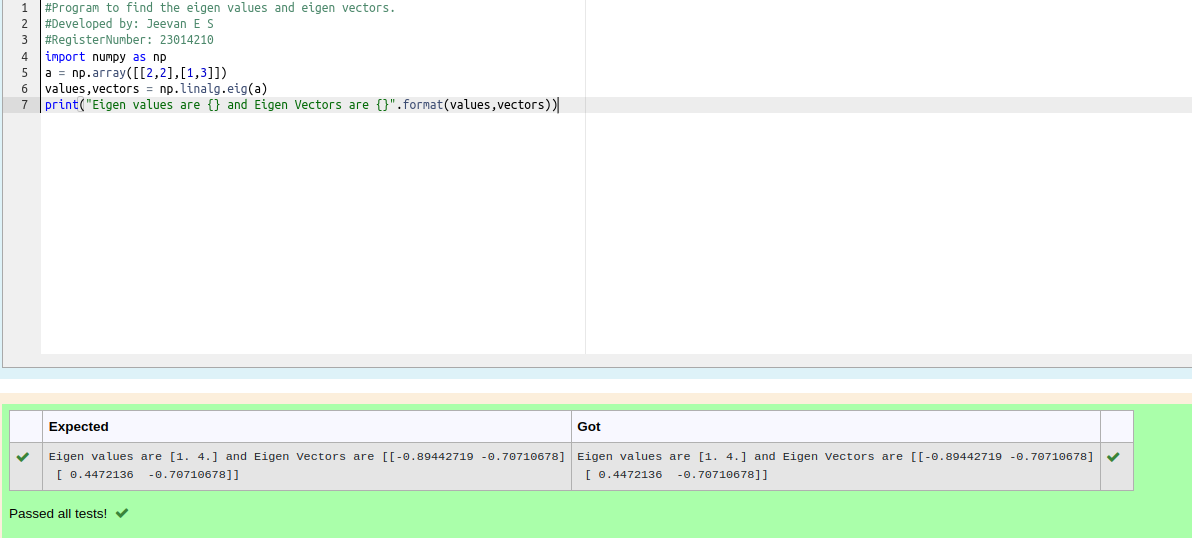 1 #Program to find the eigen values and eigen vectors.
2 #Developed by: Jeevan E S
3 #RegisterNumber: 23014210
4 import numpy as np
5 a = np.array([[2,2],[1,3]])
6 values,vectors = np.linalg.eig(a)
7 print("Eigen values are {} and Eigen Vectors are {}".format(values,vectors))
Expected Got
Eigen values are [1. 4.] and Eigen Vectors are [[-0.89442719 -0.70710678] Eigen values are [1. 4.] and Eigen Vectors are [[-0.89442719 -0.70710678]
[ 0.4472136  -0.70710678]] [ 0.4472136  -0.70710678]]
Passed all tests!